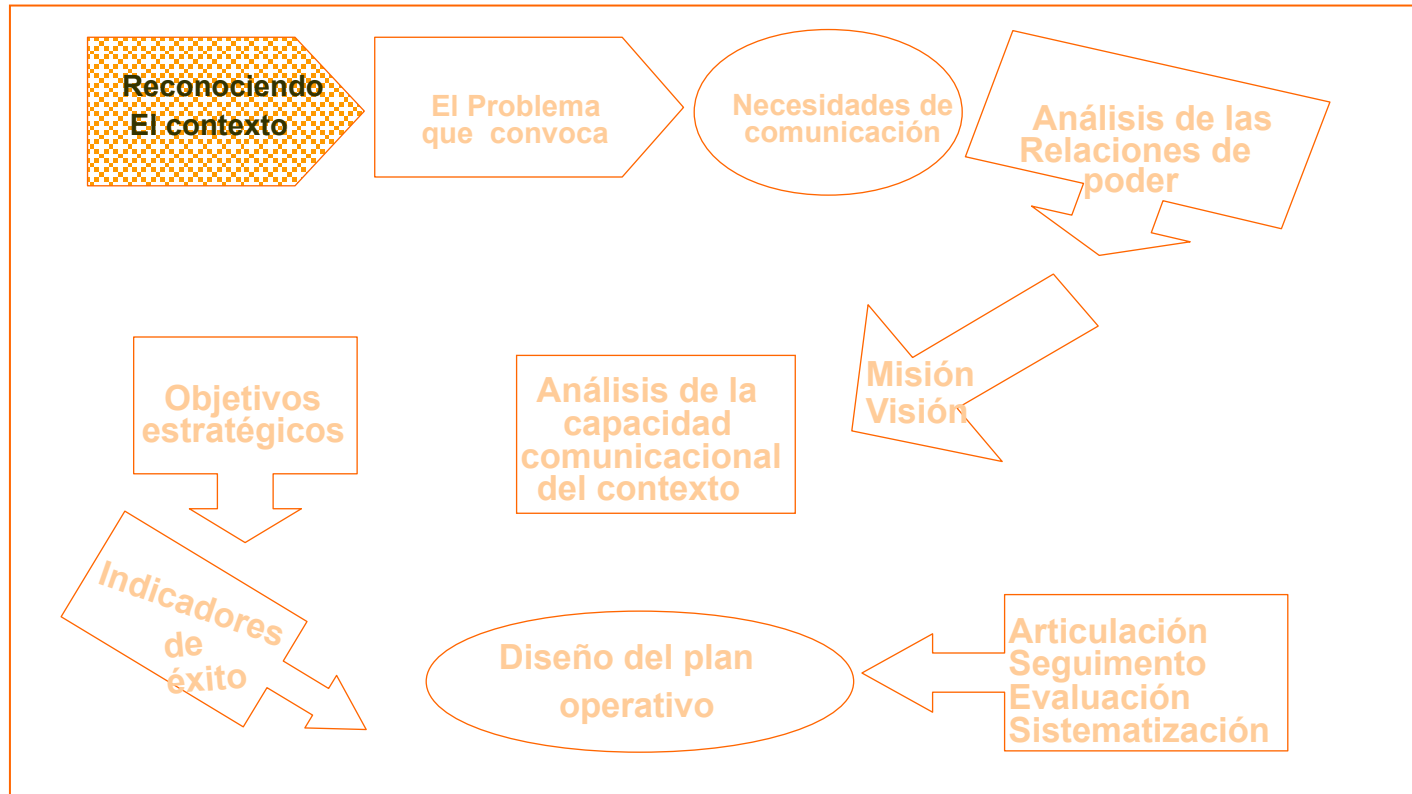 Reconociendo
El contexto
El Problema
que convoca
Necesidades de
comunicación
Análisis de las
Relaciones de
poder
Misión
Visión
Análisis de la
capacidad
comunicacional
del contexto
Objetivos
estratégicos
Indicadores
de
éxito
Diseño del plan
operativo
Articulación
Seguimento
Evaluación
Sistematización